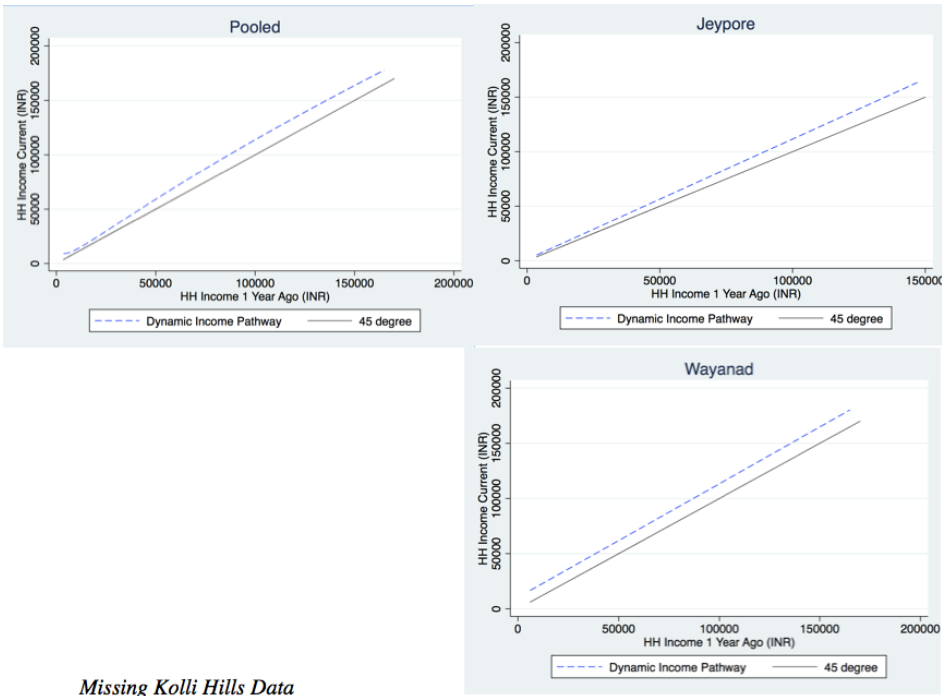 Pooled
HH Income Current (INR)
200000
150000
100000
50000
0
0 50000 100000 150000 200000
HH Income 1 Year Ago (INR)
Dynamic Income Pathway 45 degree
Jeypore
HH Income Current (INR)
200000
150000
100000
50000
0
0 50000 100000 150000
HH Income 1 Year Ago (INR)
Dynamic Income Pathway 45 degree
Wayanad
HH Income Current (INR)
200000
150000
100000
50000
0
0 50000 100000 150000 200000
HH Income 1 Year Ago (INR)
Dynamic Income Pathway 45 degree
Missing Kolli Hills Data